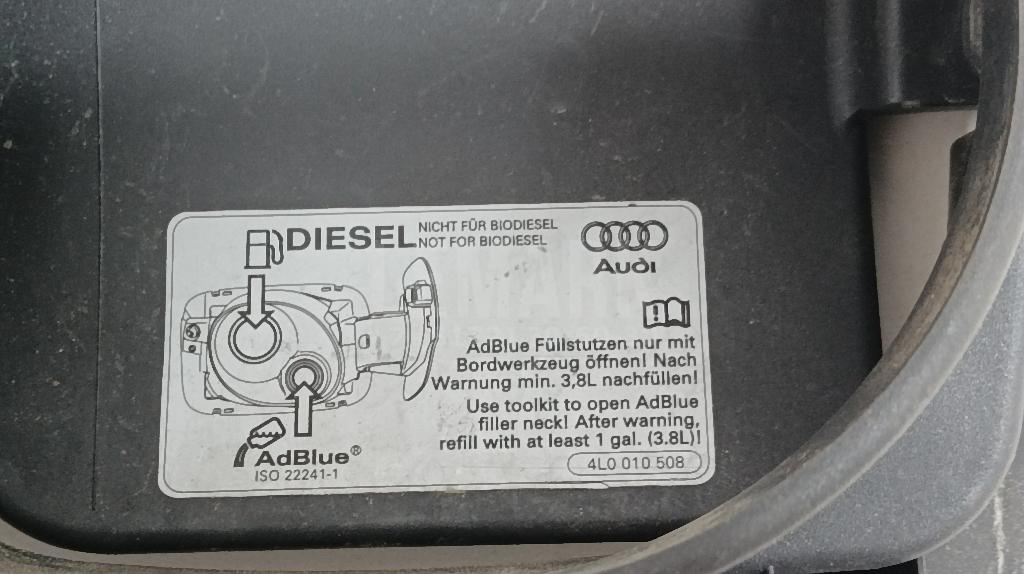 DIESEL
NICHT FÜR BIODIESEL
NOT FOR BIODIESEL
Audi
AdBlue Füllstutzen nur mit
Bordwerkzeug öffnen! Nach
Warnung min. 3,8L nachfüllen!
Use toolkit to open AdBlue
filler neck! After warning,
refill with at least 1 gal. (3.8L)!
AdBlue®
ISO 22241-1
4L0 010 508